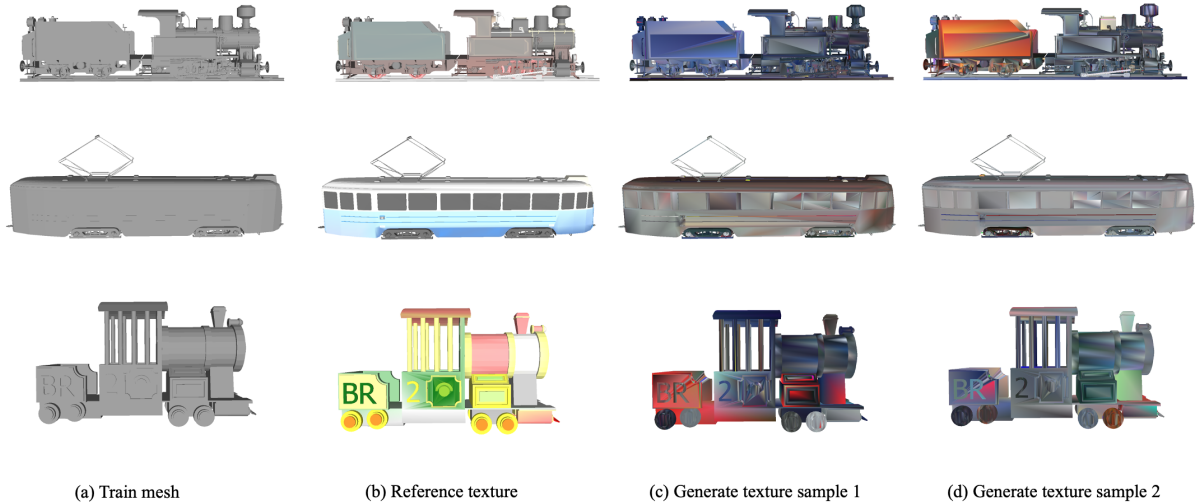 BR
BR 2
BR 2
BR 2
(a) Train mesh
(b) Reference texture
(c) Generate texture sample 1
(d) Generate texture sample 2